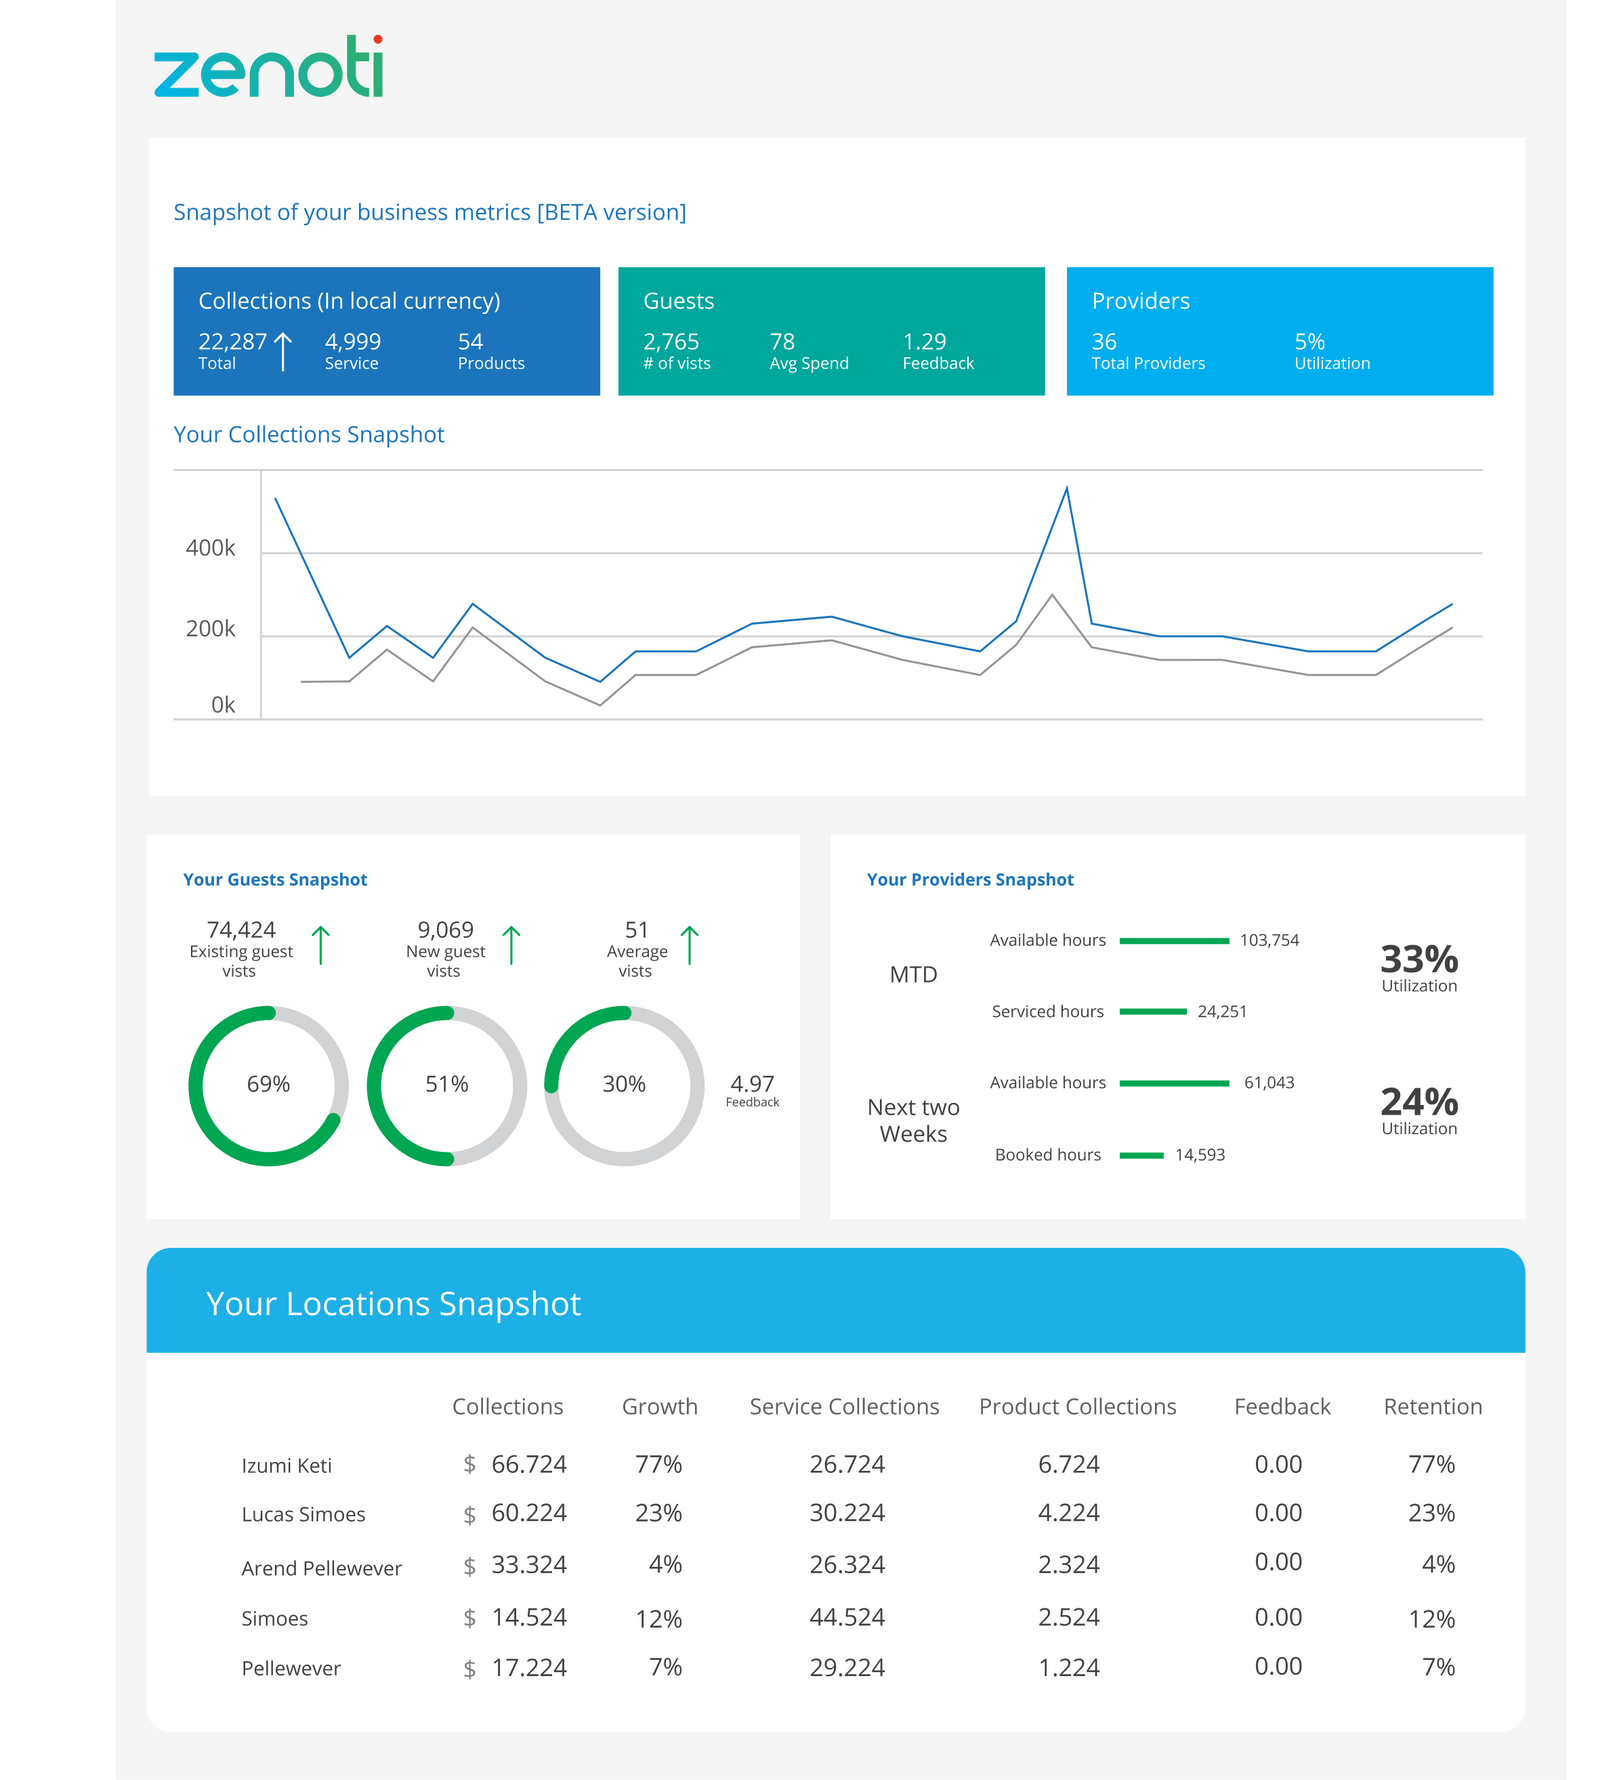 zenoti
Snapshot of your business metrics [BETA version]
Collections (In local currency)
22,287 4,999 54
Total Service Products
Guests
2,765 78 1.29
# of vists Avg Spend Feedback
Providers
36 5%
Total Providers Utilization
Your Collections Snapshot
400k
200k
0k
Your Guests Snapshot
74,424
Existing guest
vists
9,069
New guest
vists
51
Average
vists
69% 51% 30%
4.97
Feedback
Your Providers Snapshot
MTD
Available hours 103,754
Serviced hours 24,251
33%
Utilization
Next two
Weeks
Available hours 61,043
Booked hours 14,593
24%
Utilization
Your Locations Snapshot
Collections Growth Service Collections Product Collections Feedback Retention
Izumi Keti $ 66.724 77% 26.724 6.724 0.00 77%
Lucas Simoes $ 60.224 23% 30.224 4.224 0.00 23%
Arend Pellewever $ 33.324 4% 26.324 2.324 0.00 4%
Simoes $ 14.524 12% 44.524 2.524 0.00 12%
Pellewever $ 17.224 7% 29.224 1.224 0.00 7%